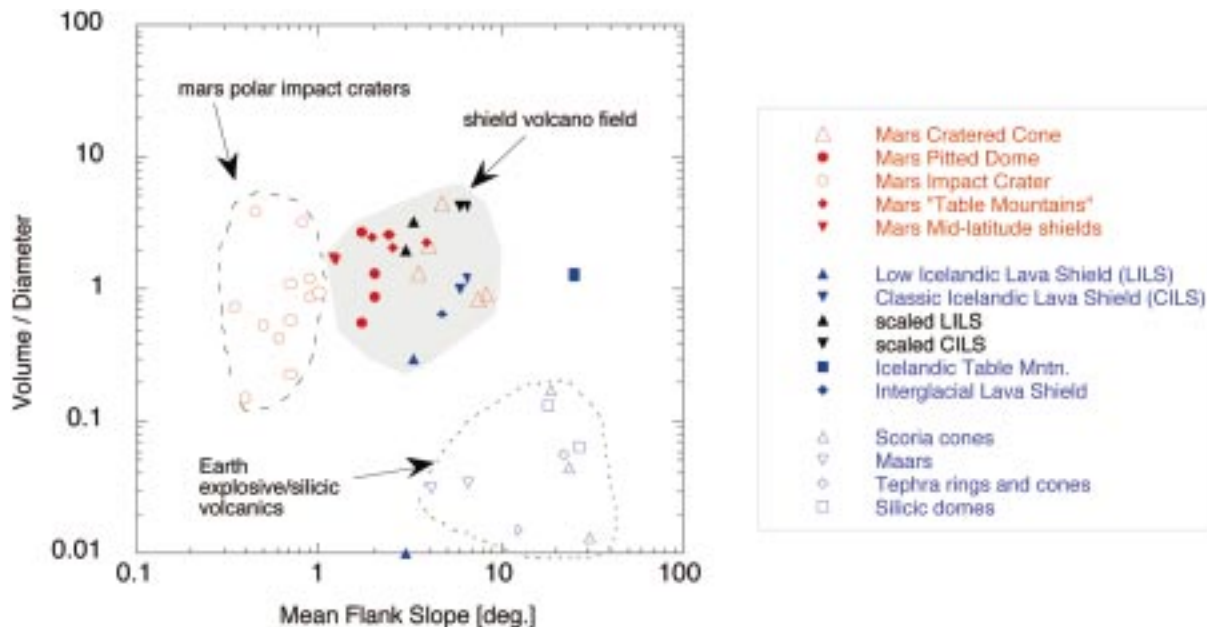 100
10
1
0.1
0.01
0.1
1
10
100
Volume / Diameter
Mean Flank Slope [deg.]
mars polar impact craters
shield volcano field
Earth
explosive/silicic
volcanics
Mars Cratered Cone
Mars Pitted Dome
Mars Impact Crater
Mars "Table Mountains"
Mars Mid-latitude shields
Low Icelandic Lava Shield (LILS)
Classic Icelandic Lava Shield (CILS)
scaled LILS
scaled CILS
Icelandic Table Mntn.
Interglacial Lava Shield
Scoria cones
Maars
Tephra rings and cones
Silicic domes